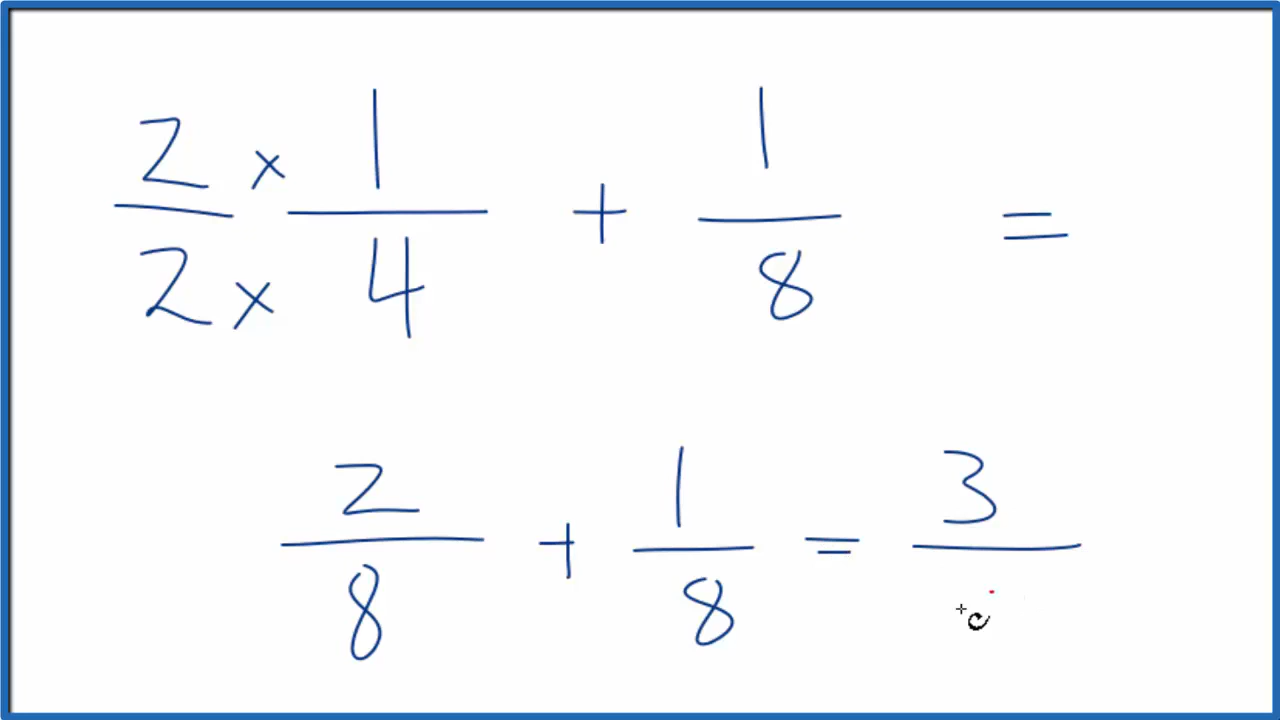 2/2 × 1/4 + 1/8 =
2/8 + 1/8 = 3/